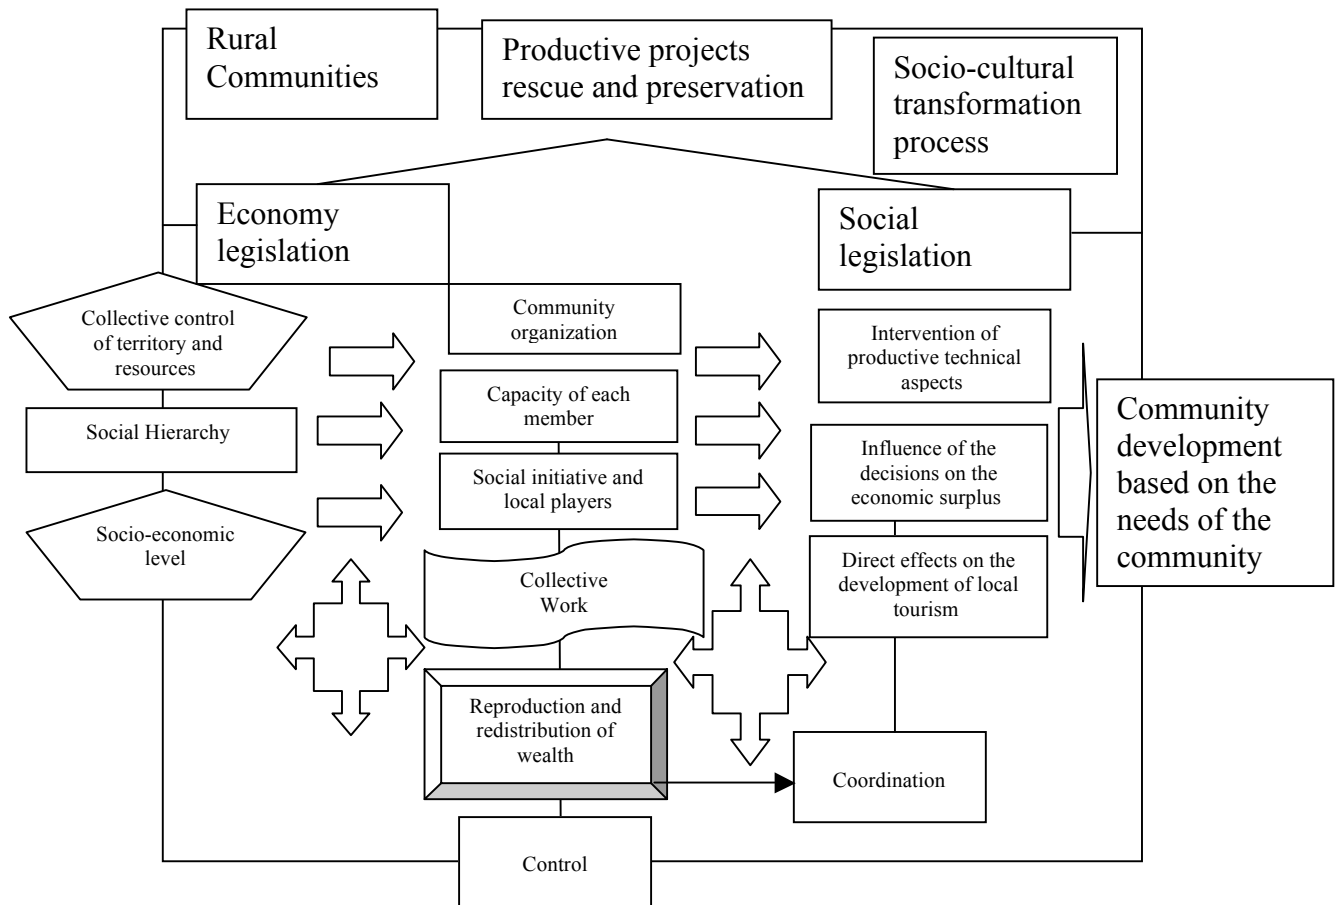 Rural
Communities
Productive projects
rescue and preservation
Socio-cultural
transformation
process
Economy
legislation
Social
legislation
Collective control
of territory and
resources
Community
organization
Intervention of
productive technical
aspects
Social Hierarchy
Capacity of each
member
Influence of the
decisions on the
economic surplus
Community
development
based on the
needs of the
community
Socio-economic
level
Social initiative and
local players
Direct effects on the
development of local
tourism
Collective
Work
Reproduction and
redistribution of
wealth
Coordination
Control